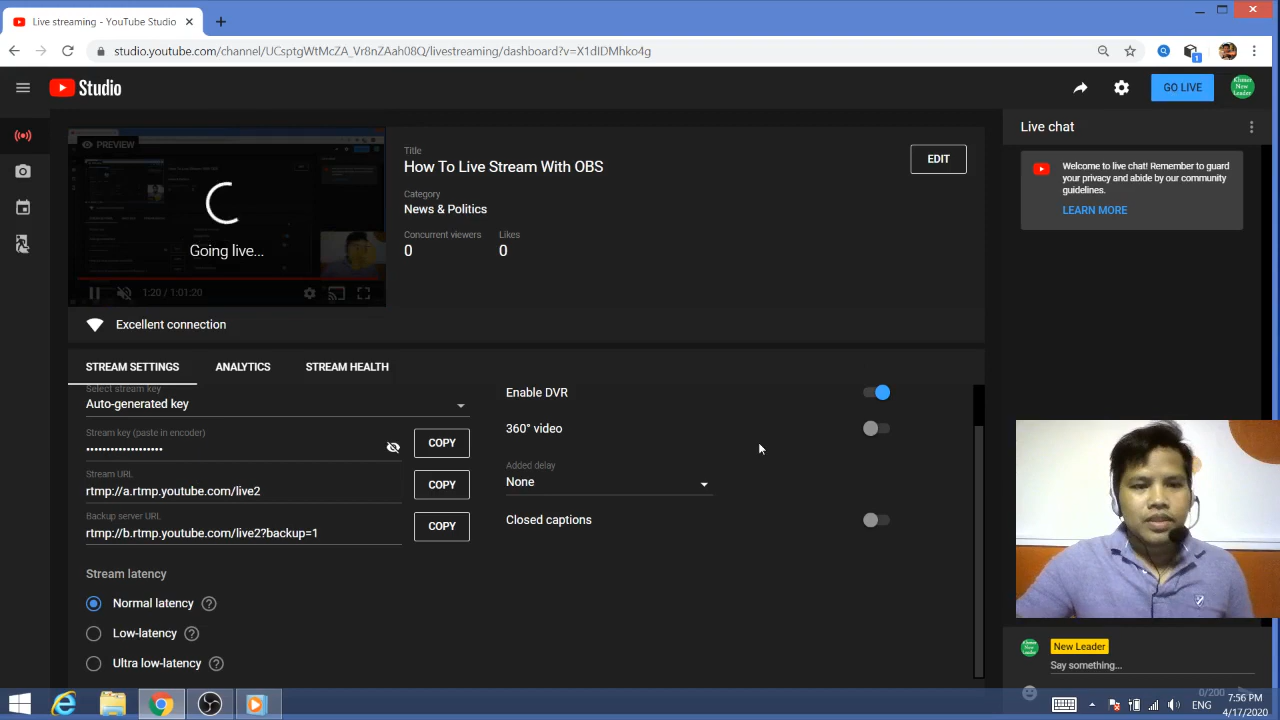 Live streaming - YouTube Studio
studio.youtube.com/channel/UCsptgWtMcZA_Vr8nZAah08Q/livestreaming/dashboard?v=X1dIDMhko4g
1
Studio
GO LIVE
Khmer
New
Leader
PREVIEW
Going live...
1:20 / 1:01:20
Title
How To Live Stream With OBS
EDIT
Category
News & Politics
Concurrent viewers
Likes
0
0
Live chat
Welcome to live chat! Remember to guard
your privacy and abide by our community
guidelines.
LEARN MORE
Excellent connection
STREAM SETTINGS
ANALYTICS
STREAM HEALTH
Select stream key
Auto-generated key
Stream key (paste in encoder)
••••••••••••••••••••
COPY
Stream URL
rtmp://a.rtmp.youtube.com/live2
COPY
Backup server URL
rtmp://b.rtmp.youtube.com/live2?backup=1
COPY
Enable DVR
360° video
Added delay
None
Closed captions
Stream latency
Normal latency
Low-latency
Ultra low-latency
New Leader
Say something...
0/200
ENG
7:56 PM
4/17/2020